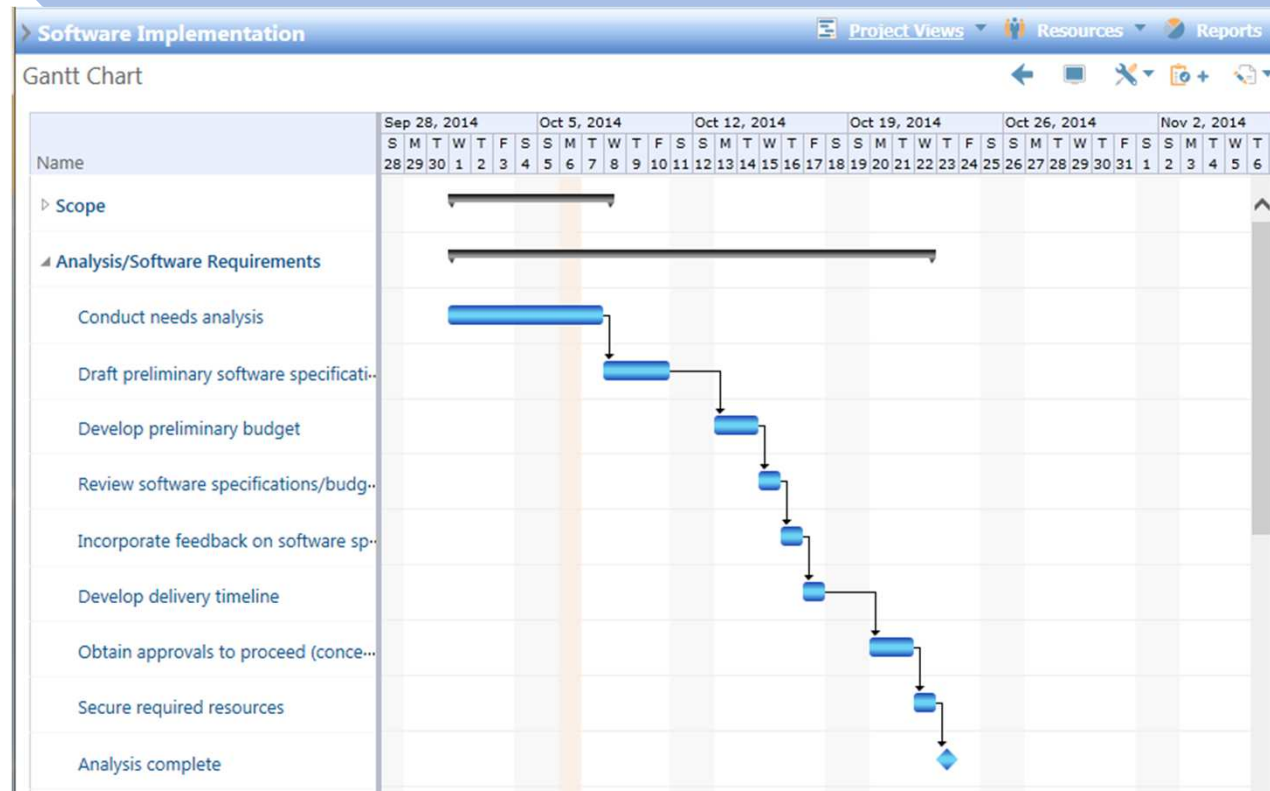 Software Implementation Project Views Resources Reports
Gantt Chart
Name
Sep 28, 2014 Oct 5, 2014 Oct 12, 2014 Oct 19, 2014 Oct 26, 2014 Nov 2, 2014
S M T W T F S S M T W T F S S M T W T F S S M T W T F S S M T W T F S S M T W T
28 29 30 1 2 3 4 5 6 7 8 9 10 11 12 13 14 15 16 17 18 19 20 21 22 23 24 25 26 27 28 29 30 31 1 2 3 4 5 6
Scope
Analysis/Software Requirements
Conduct needs analysis
Draft preliminary software specificati...
Develop preliminary budget
Review software specifications/budg...
Incorporate feedback on software sp...
Develop delivery timeline
Obtain approvals to proceed (conce...
Secure required resources
Analysis complete